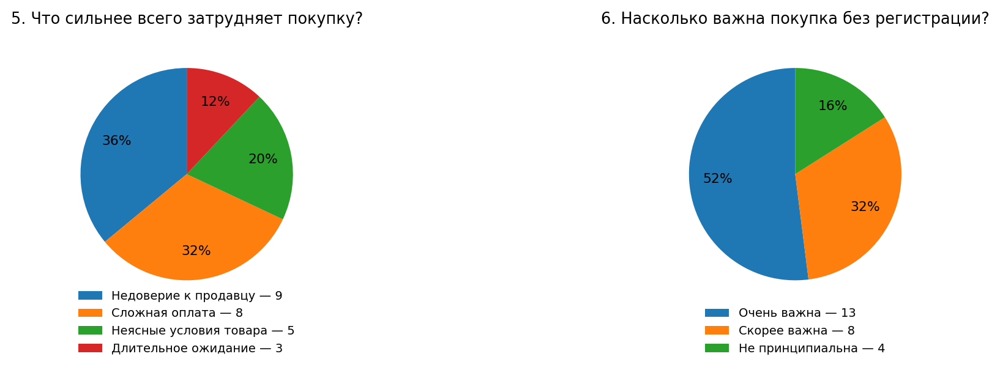 5. Что сильнее всего затрудняет покупку?
12%
36%
20%
32%
Недоверие к продавцу — 9
Сложная оплата — 8
Неясные условия товара — 5
Длительное ожидание — 3
6. Насколько важна покупка без регистрации?
16%
52%
32%
Очень важна — 13
Скорее важна — 8
Не принципиальна — 4